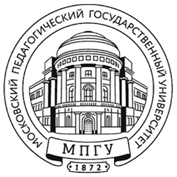 МОСКОВСКИЙ ПЕДАГОГИЧЕСКИЙ ГОСУДАРСТВЕННЫЙ УНИВЕРСИТЕТ
МПГУ
1872